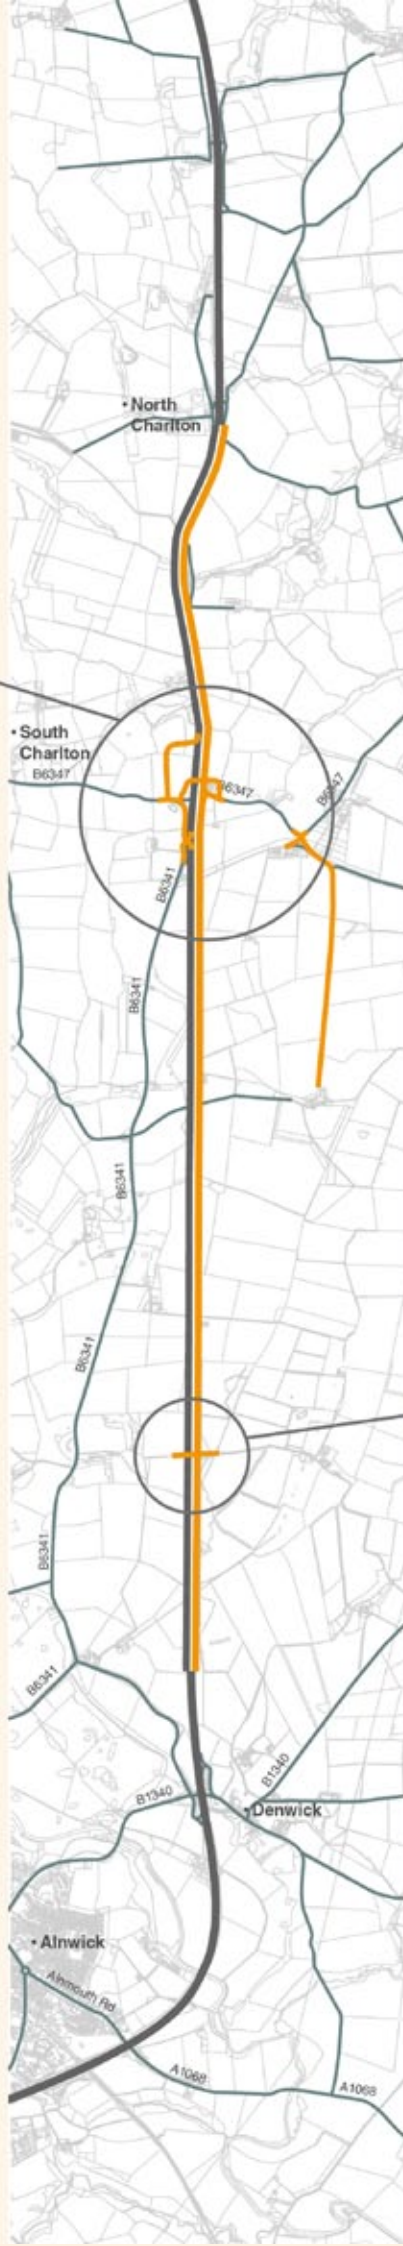 • North
Charlton
• South
Charlton
B6347
B6347
B6347
B6341
B6341
B6341
B6341
B6341
B6341
B1340
B1340
• Denwick
• Alnwick
Alnmouth Rd
A1068
A1068